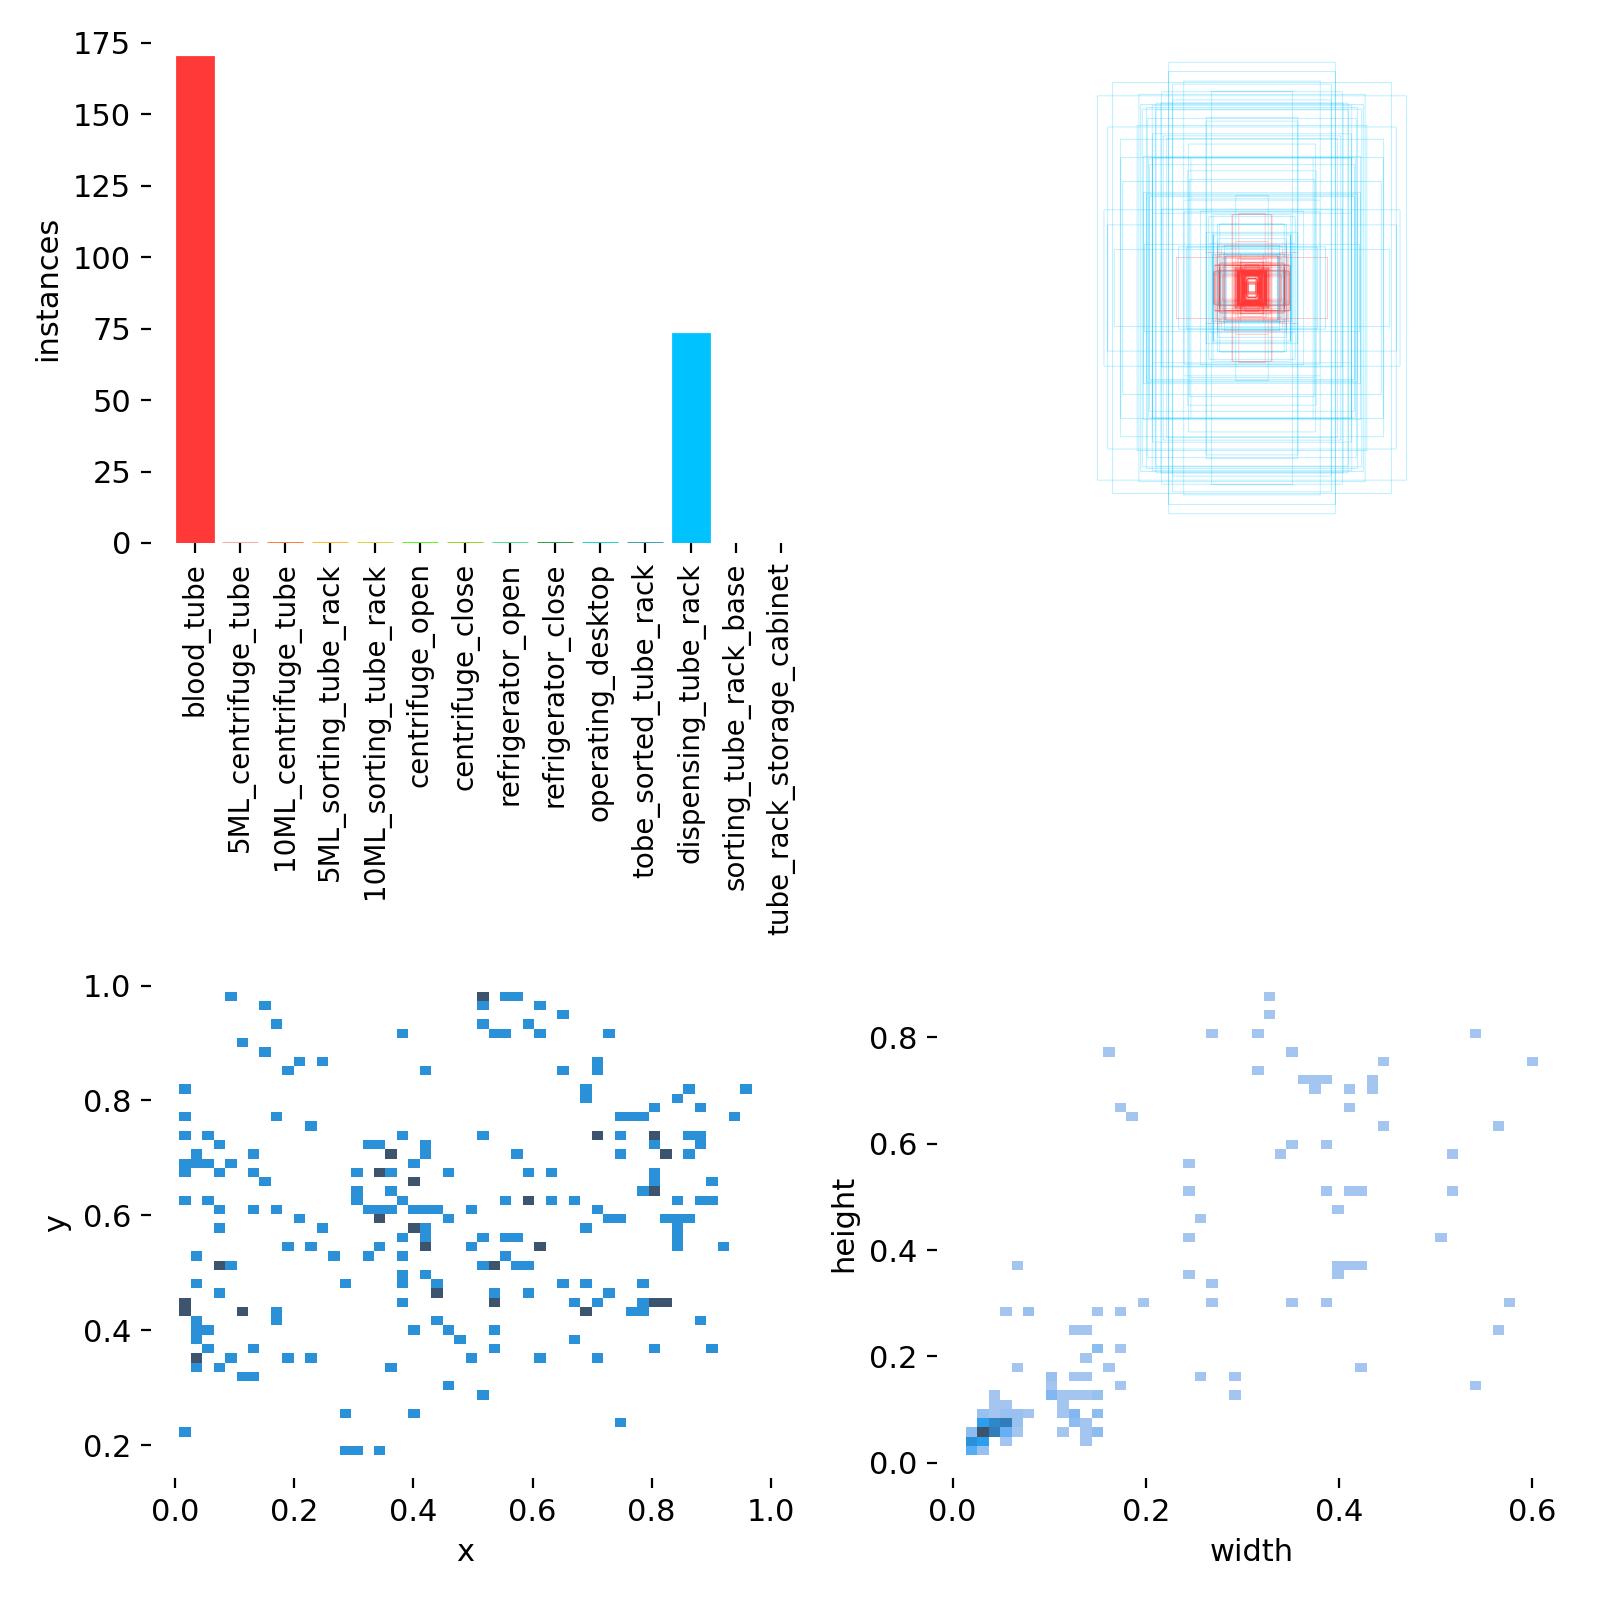 175
150
125
100
75
50
25
0
instances
blood_tube
5ML_centrifuge_tube
10ML_centrifuge_tube
5ML_sorting_tube_rack
10ML_sorting_tube_rack
centrifuge_open
centrifuge_close
refrigerator_open
refrigerator_close
operating_desktop
tobe_sorted_tube_rack
dispensing_tube_rack
sorting_tube_rack_base
tube_rack_storage_cabinet
1.0
0.8
0.6
0.4
0.2
y
0.0 0.2 0.4 0.6 0.8 1.0
x
0.8
0.6
0.4
0.2
0.0
height
0.0 0.2 0.4 0.6
width